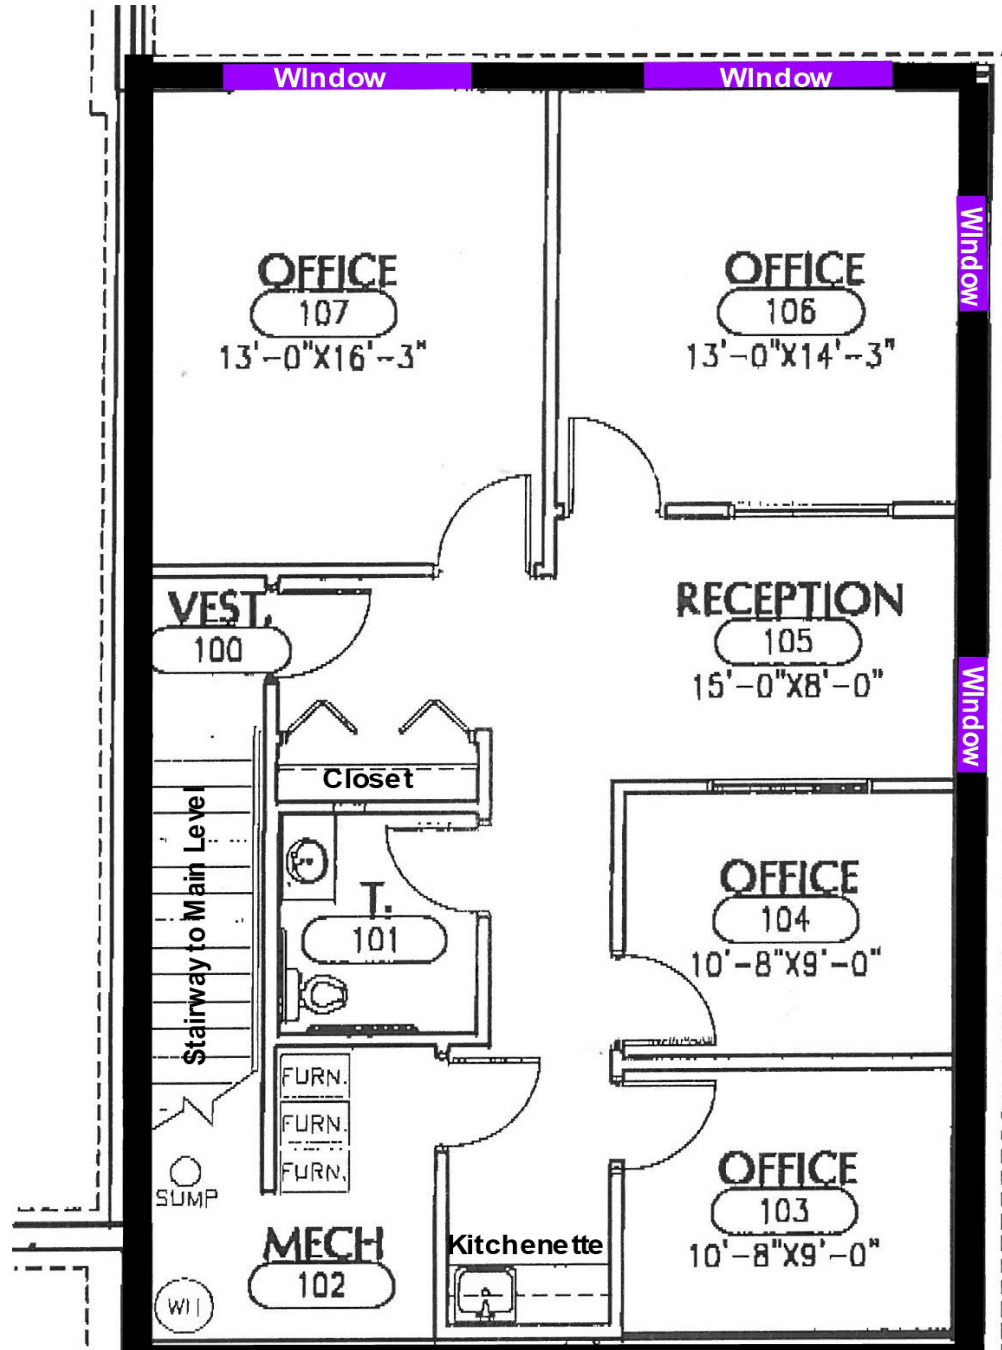 WIndow
WIndow
OFFICE
107
13'-0"X16'-3"
OFFICE
106
13'-0"X14'-3"
WIndow
VEST.
100
RECEPTION
105
15'-0"X8'-0"
WIndow
Closet
Stairway to Main Level
T.
101
OFFICE
104
10'-8"X9'-0"
FURN.
FURN.
FURN.
SUMP
MECH
102
WH
Kitchenette
OFFICE
103
10'-8"X9'-0"